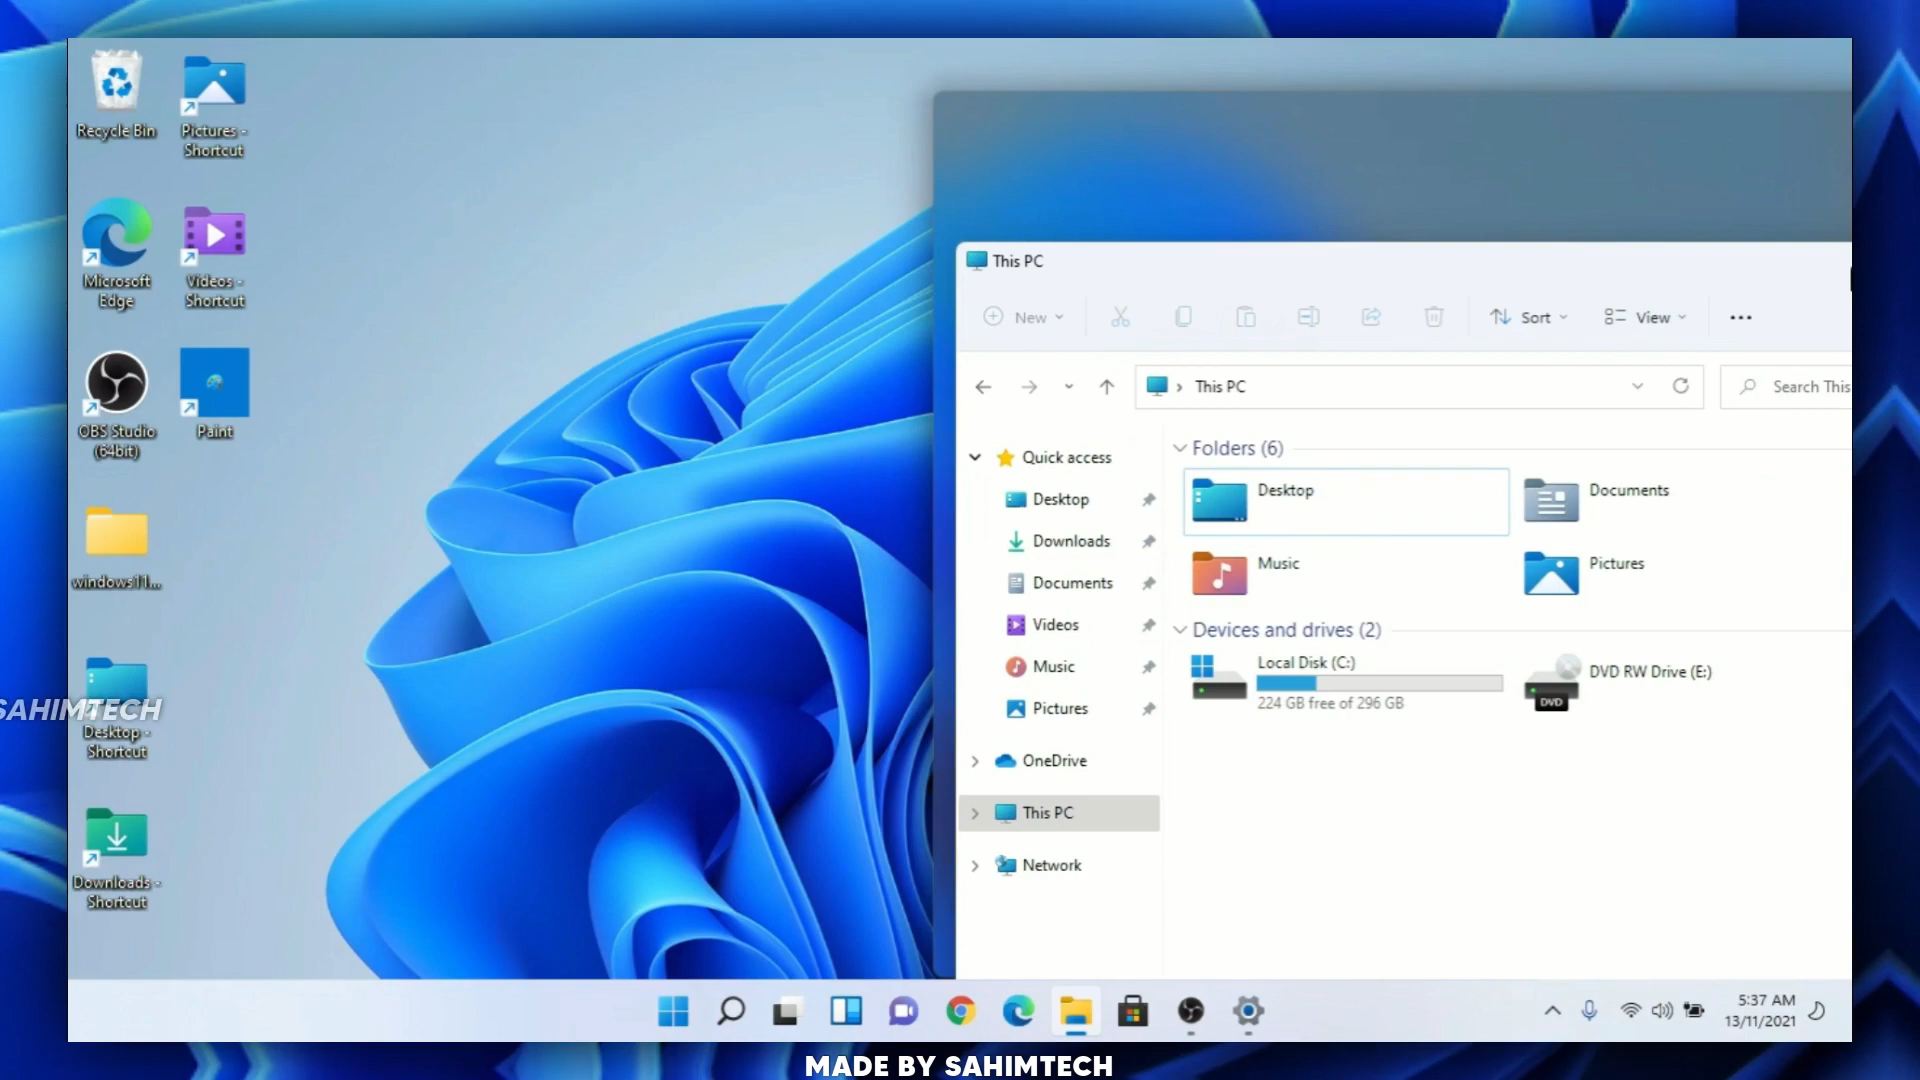 Recycle Bin
Pictures -
Shortcut
Microsoft
Edge
Videos -
Shortcut
OBS Studio
(64bit)
Paint
windows11...
SAHIMTECH
Desktop -
Shortcut
Downloads -
Shortcut
This PC
New
Sort
View
This PC
Search This
Quick access
Desktop
Downloads
Documents
Videos
Music
Pictures
OneDrive
This PC
Network
Folders (6)
Desktop
Documents
Music
Pictures
Devices and drives (2)
Local Disk (C:)
224 GB free of 296 GB
DVD RW Drive (E:)
DVD
5:37 AM
13/11/2021
MADE BY SAHIMTECH